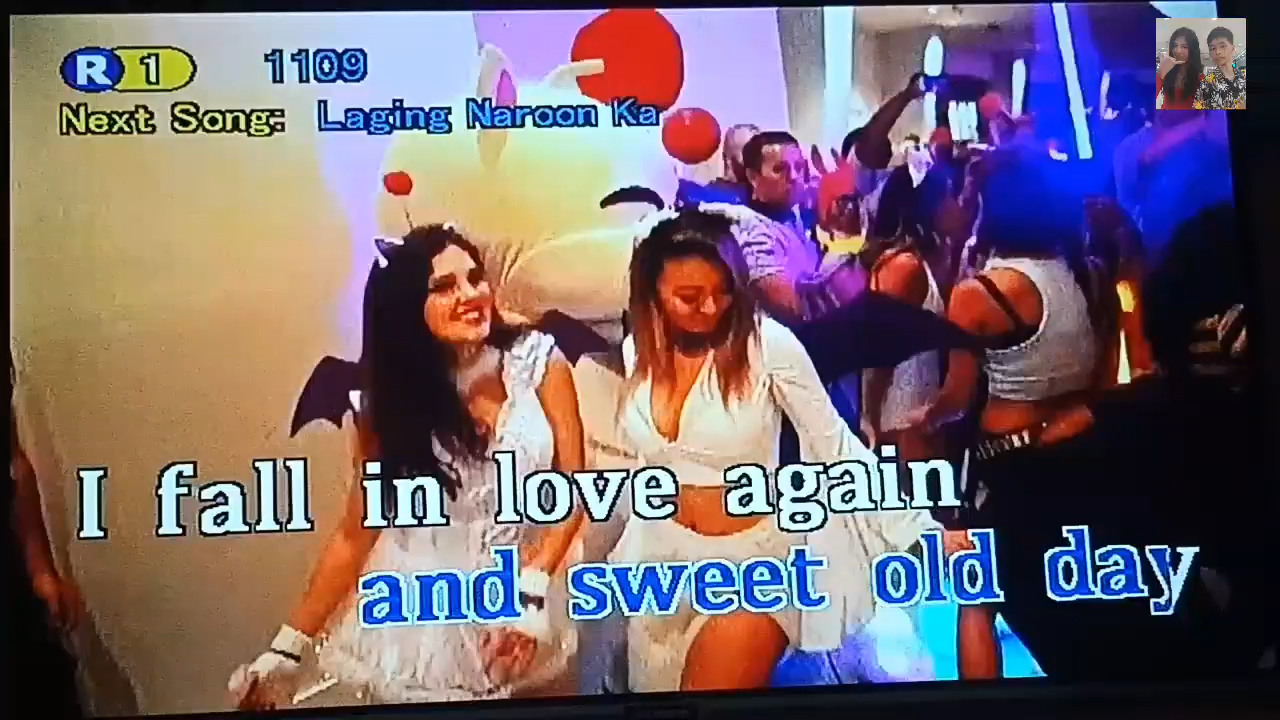 R 1 1109
Next Song: Laging Naroon Ka
I fall in love again
and sweet old day